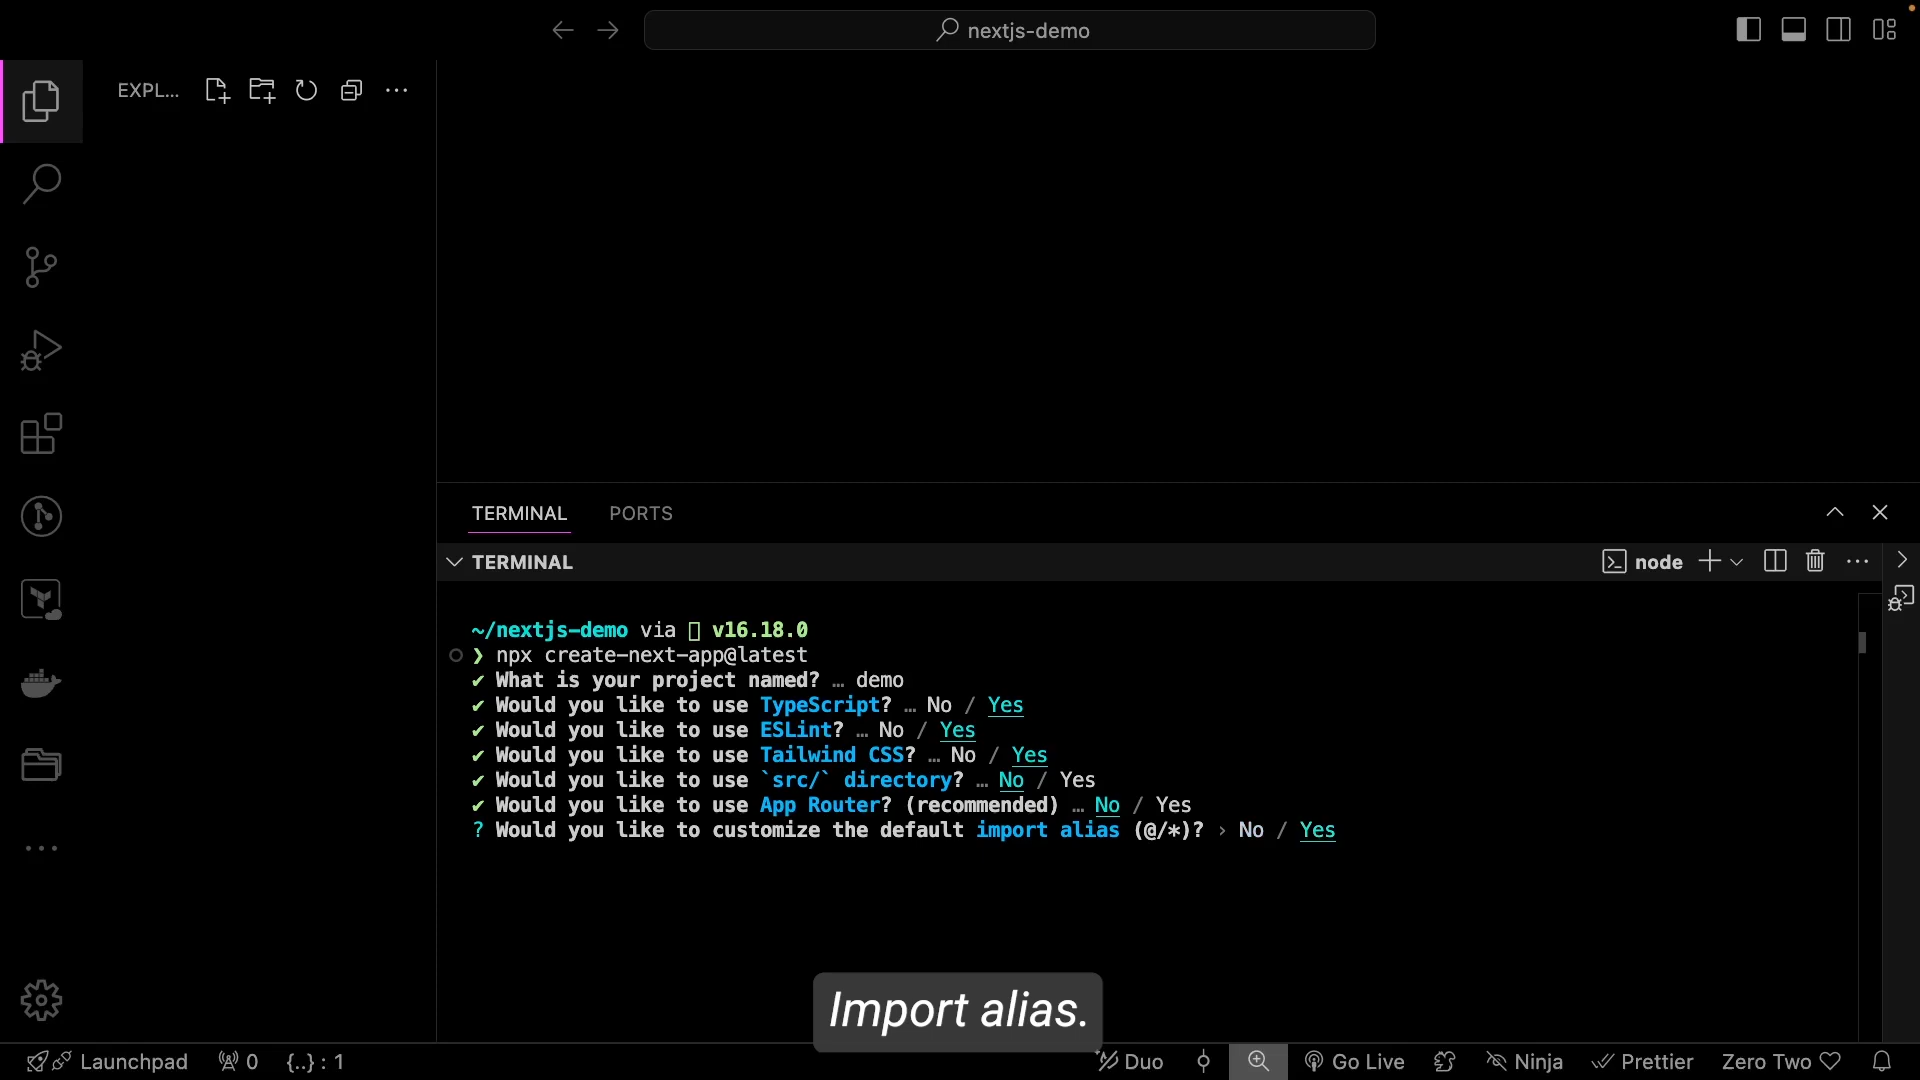 nextjs-demo
EXPL...
TERMINAL
PORTS
TERMINAL
node
~/nextjs-demo via v16.18.0
❯ npx create-next-app@latest
✔ What is your project named? … demo
✔ Would you like to use TypeScript? … No / Yes
✔ Would you like to use ESLint? … No / Yes
✔ Would you like to use Tailwind CSS? … No / Yes
✔ Would you like to use `src/` directory? … No / Yes
✔ Would you like to use App Router? (recommended) … No / Yes
? Would you like to customize the default import alias (@/*)? › No / Yes
Import alias.
Launchpad 0 {..} : 1 Duo Go Live Ninja Prettier Zero Two ♡